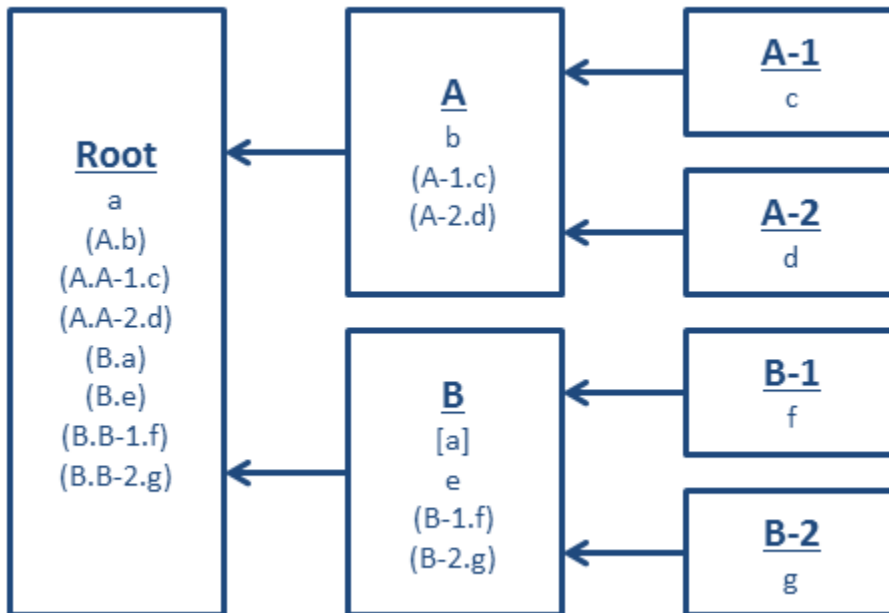 Root
a
(A.b)
(A.A-1.c)
(A.A-2.d)
(B.a)
(B.e)
(B.B-1.f)
(B.B-2.g)
A
b
(A-1.c)
(A-2.d)
B
[a]
e
(B-1.f)
(B-2.g)
A-1
c
A-2
d
B-1
f
B-2
g